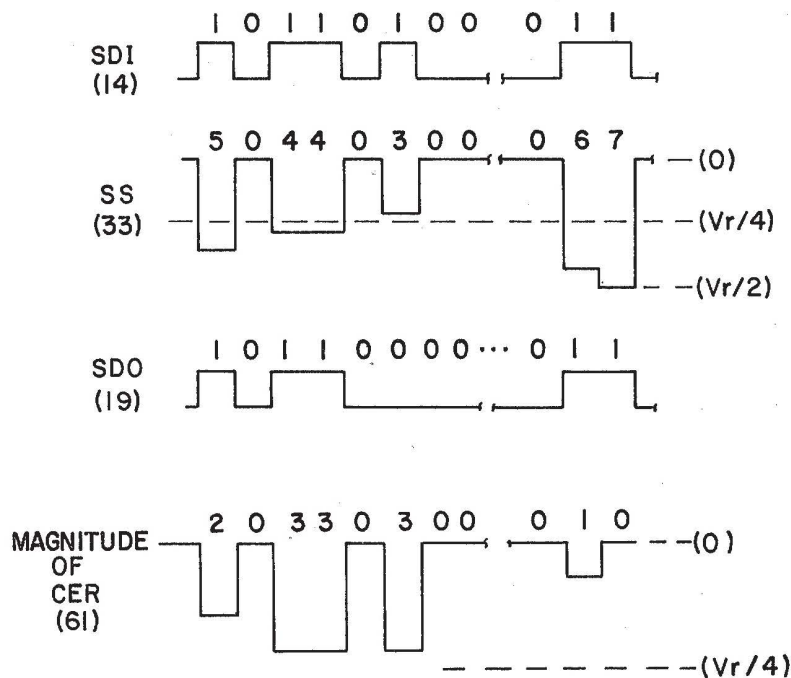 1 0 1 1 0 1 0 0 0 1 1
SDI
(14)
5 0 4 4 0 3 0 0 0 6 7
(0)
SS
(33)
(Vr/4)
(Vr/2)
1 0 1 1 0 0 0 0 ... 0 1 1
SDO
(19)
2 0 3 3 0 3 0 0 0 1 0
MAGNITUDE
OF
CER
(61)
(0)
(Vr/4)